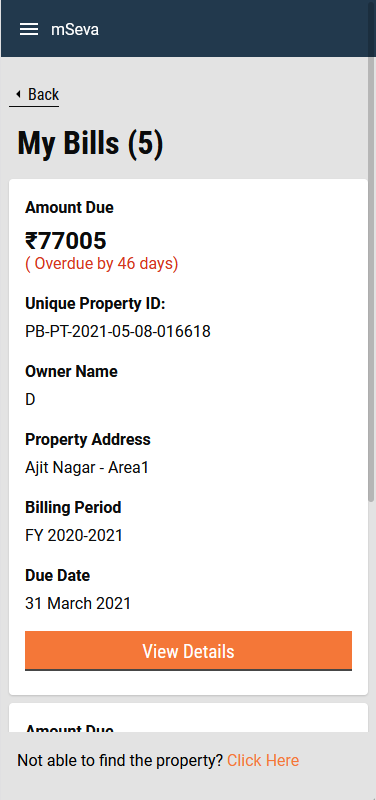 mSeva
Back
My Bills (5)
Amount Due
₹77005
( Overdue by 46 days)
Unique Property ID:
PB-PT-2021-05-08-016618
Owner Name
D
Property Address
Ajit Nagar - Area1
Billing Period
FY 2020-2021
Due Date
31 March 2021
View Details
Amount Due
Not able to find the property? Click Here